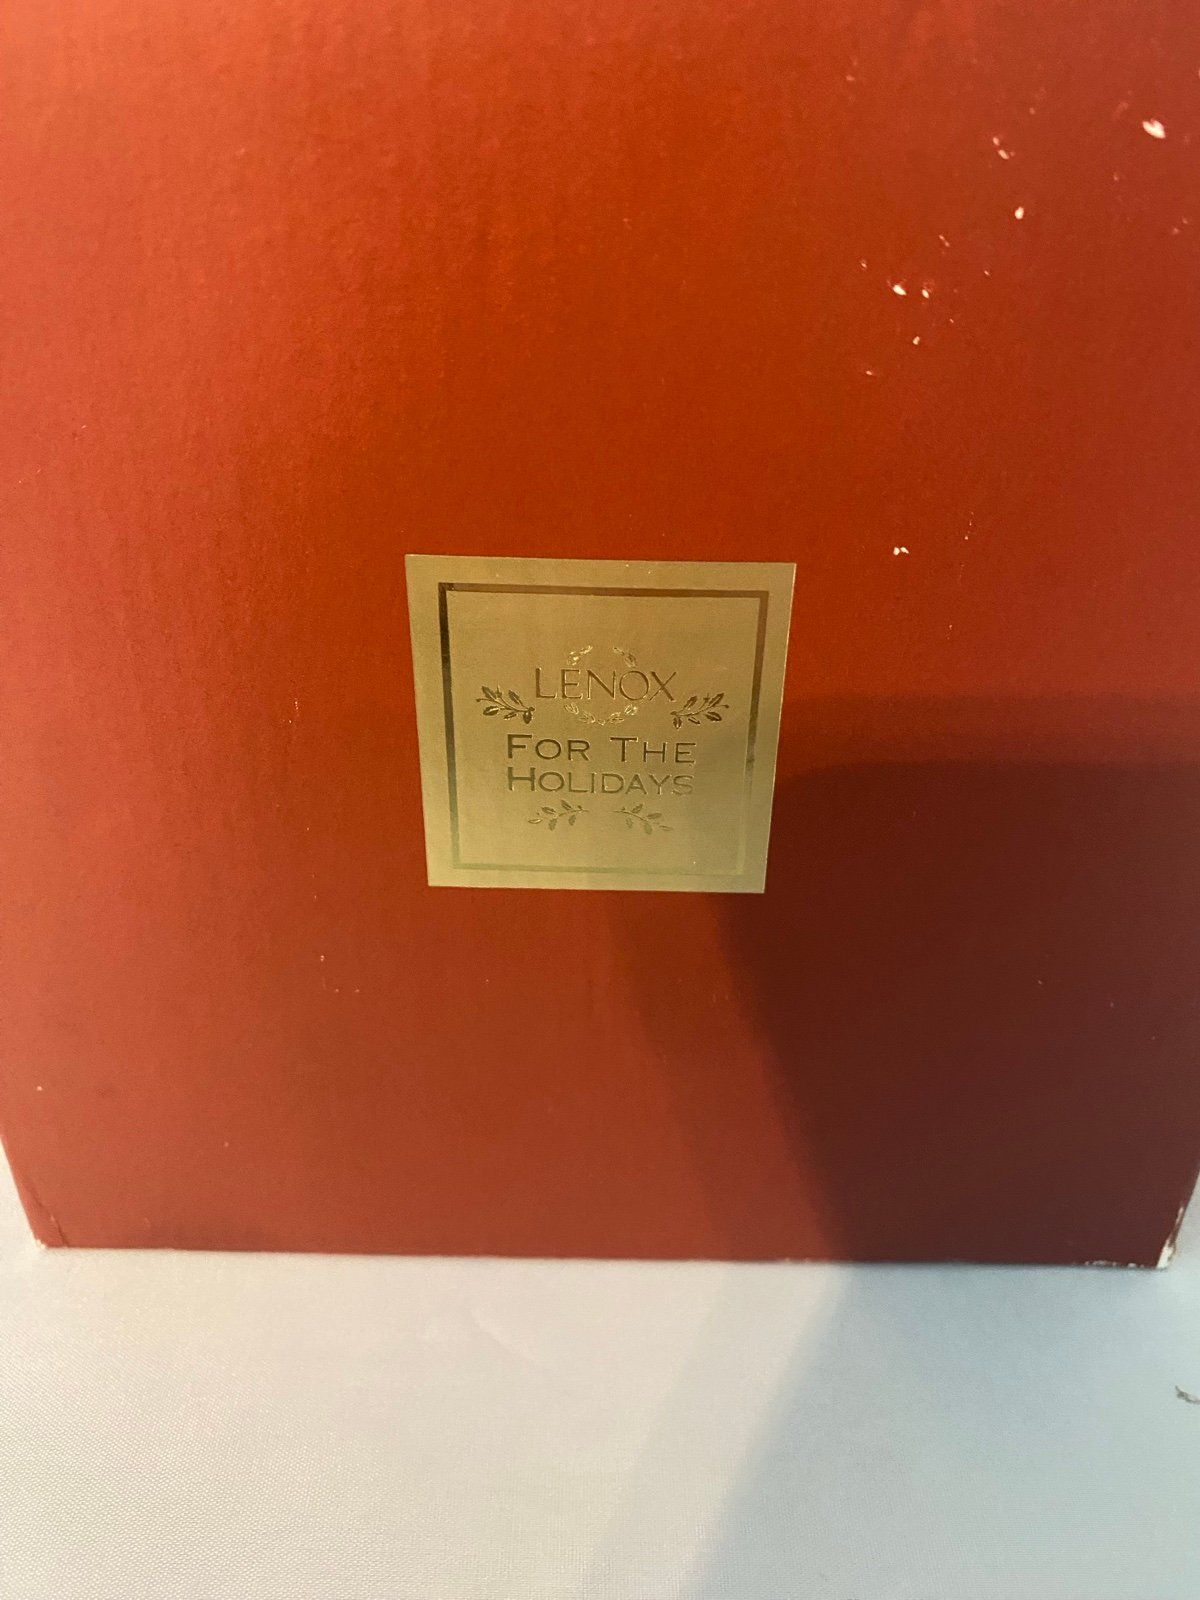 LENOX
FOR THE
HOLIDAYS